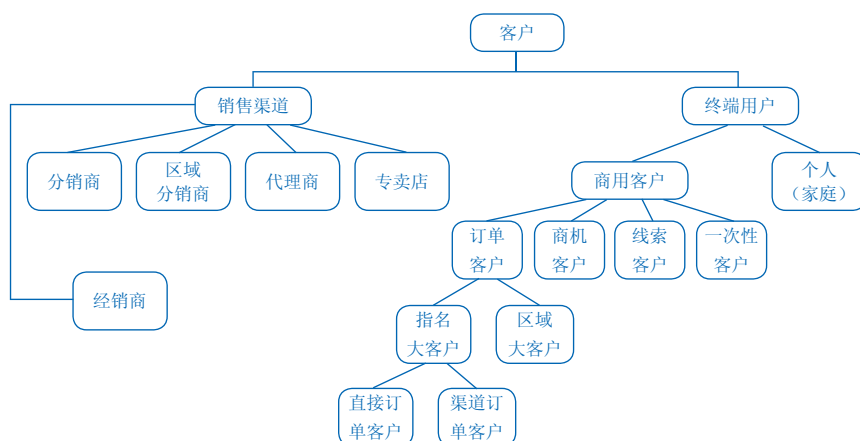 客户
销售渠道
终端用户
分销商
区域
分销商
代理商
专卖店
商用客户
个人
（家庭）
订单
客户
商机
客户
线索
客户
一次性
客户
经销商
指名
大客户
区域
大客户
直接订
单客户
渠道订
单客户